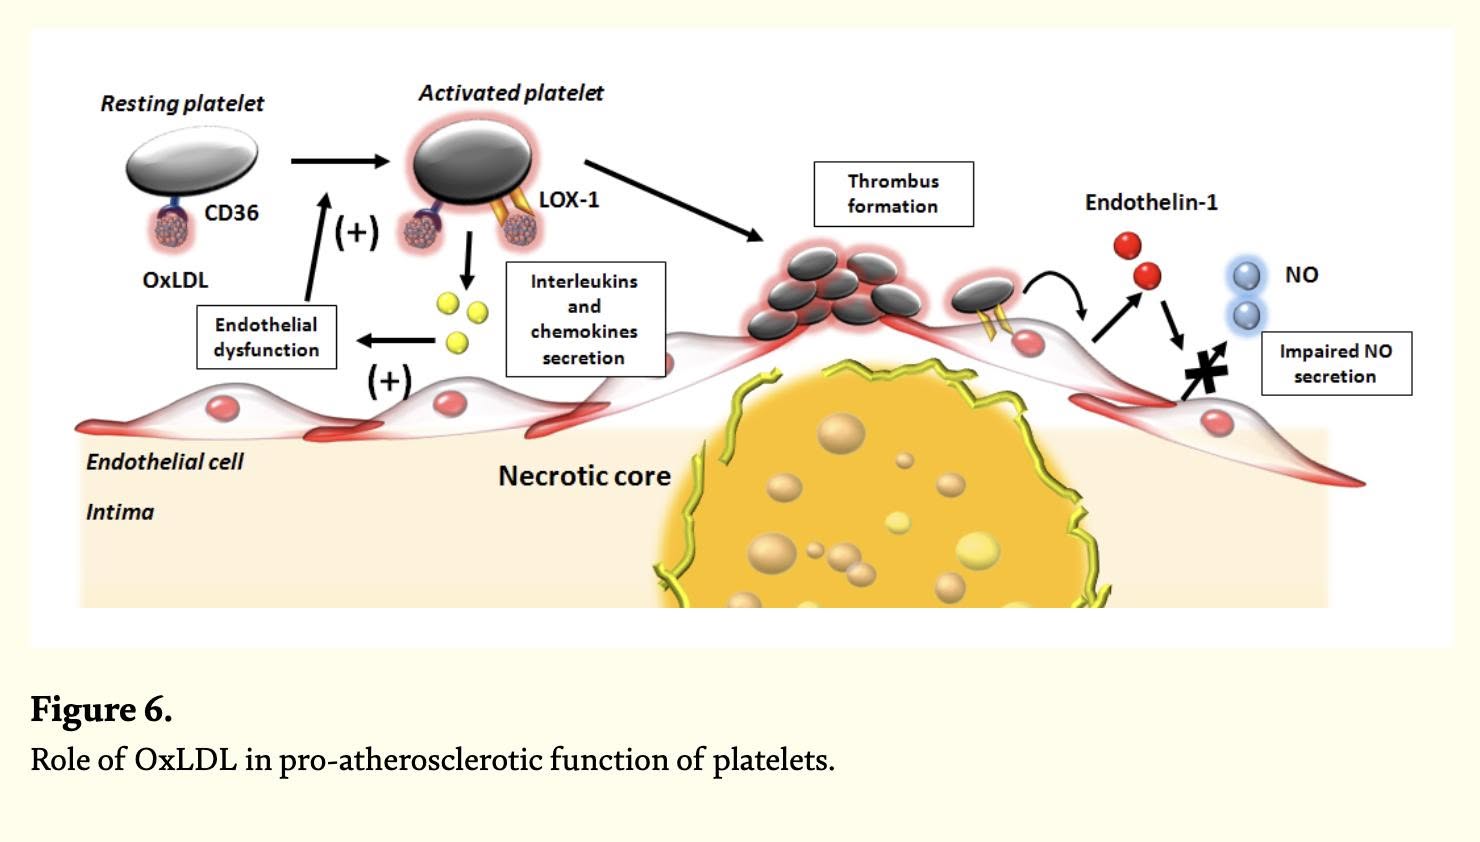 Resting platelet
Activated platelet
CD36
OxLDL
LOX-1
(+)
Endothelial
dysfunction
(+)
Interleukins
and
chemokines
secretion
Thrombus
formation
Endothelin-1
NO
Impaired NO
secretion
Endothelial cell
Intima
Necrotic core
Figure 6.
Role of OxLDL in pro-atherosclerotic function of platelets.